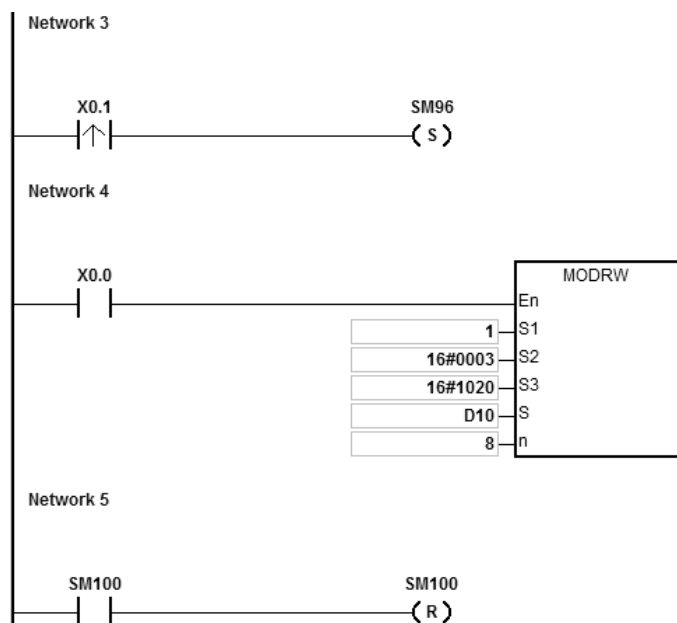 Network 3
X0.1 SM96
S
Network 4
X0.0 MODRW
En
1 S1
16#0003 S2
16#1020 S3
D10 S
8 n
Network 5
SM100 SM100
R